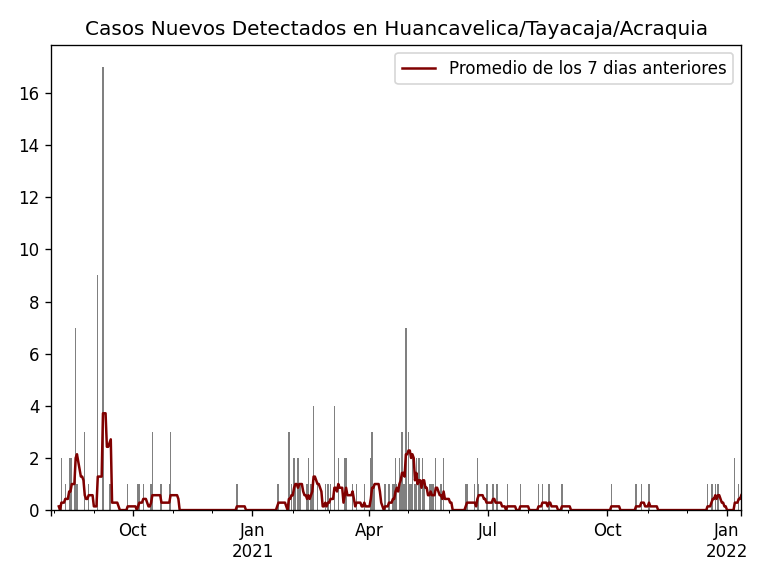 Casos Nuevos Detectados en Huancavelica/Tayacaja/Acraquia
Promedio de los 7 dias anteriores
16
14
12
10
8
6
4
2
0
Oct
Jan
2021
Apr
Jul
Oct
Jan
2022